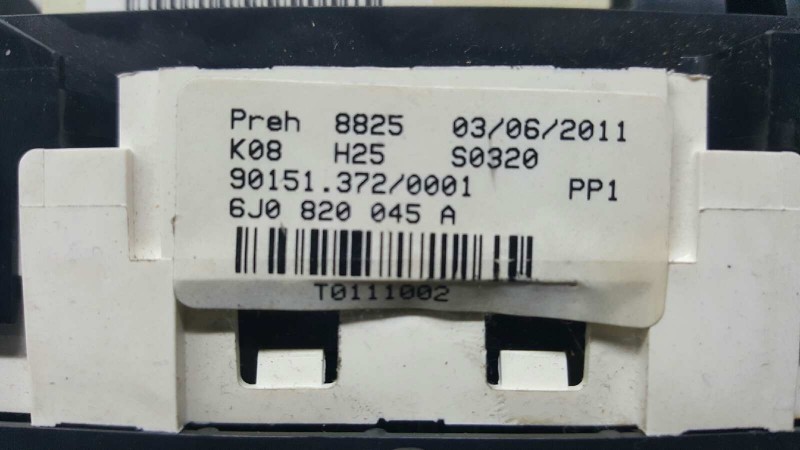 Preh 8825 03/06/2011
K08 H25 S0320
90151.372/0001 PP1
6J0 820 045 A
T0111002